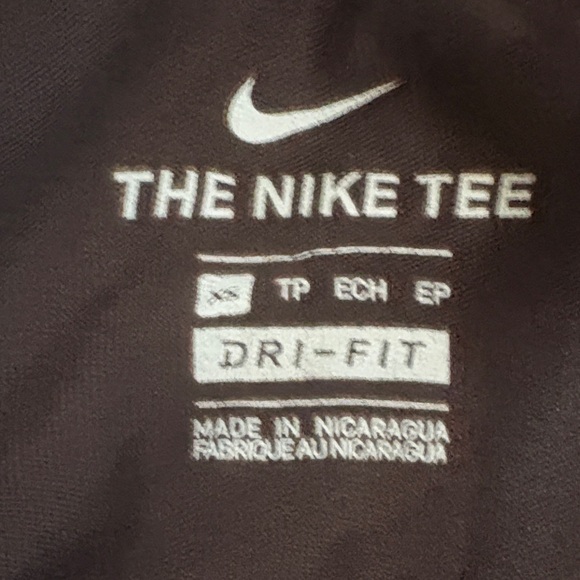 THE NIKE TEE
XS TP ECH EP
DRI-FIT
MADE IN NICARAGUA
FABRIQUE AU NICARAGUA